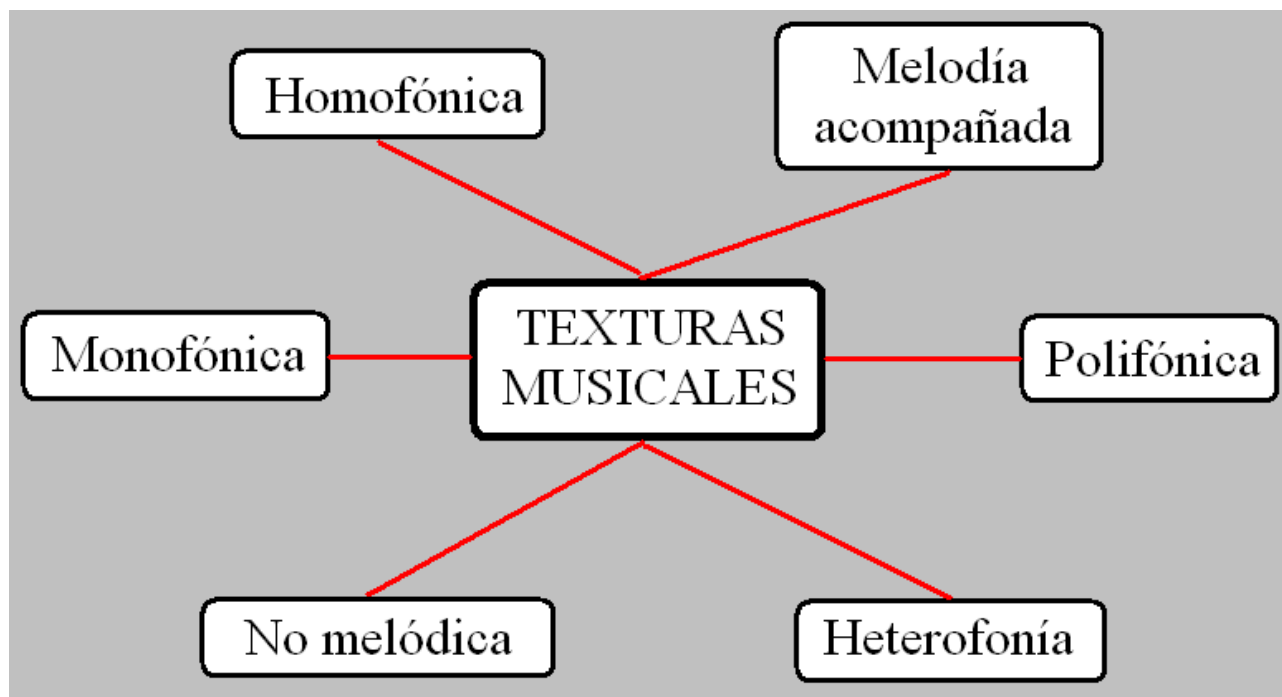 Homofónica
Melodía
acompañada
Monofónica
TEXTURAS
MUSICALES
Polifónica
No melódica
Heterofonía